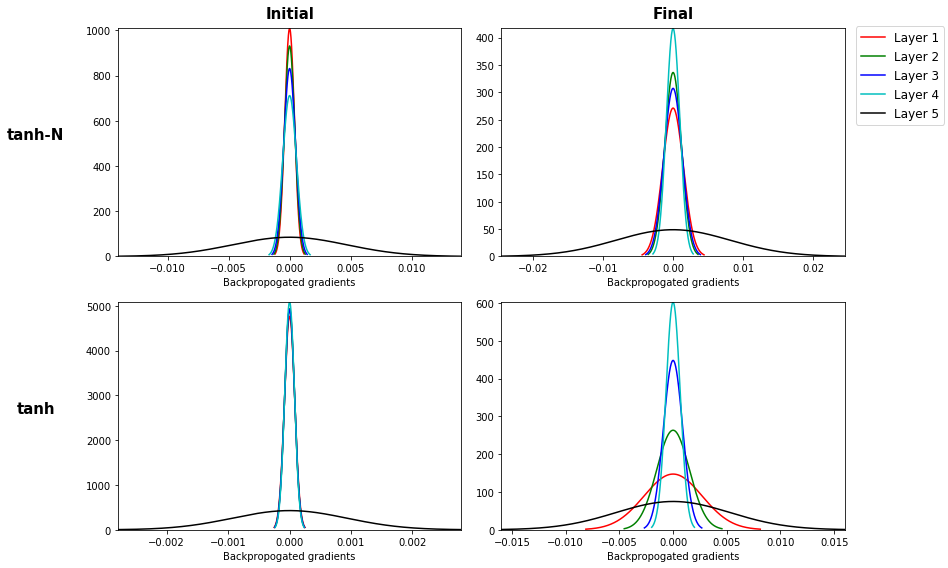 Initial
Final
tanh-N
1000
800
600
400
200
0
−0.010 −0.005 0.000 0.005 0.010
Backpropogated gradients
400
350
300
250
200
150
100
50
0
−0.02 −0.01 0.00 0.01 0.02
Backpropogated gradients
Layer 1
Layer 2
Layer 3
Layer 4
Layer 5
tanh
5000
4000
3000
2000
1000
0
−0.002 −0.001 0.000 0.001 0.002
Backpropogated gradients
600
500
400
300
200
100
0
−0.015 −0.010 −0.005 0.000 0.005 0.010 0.015
Backpropogated gradients